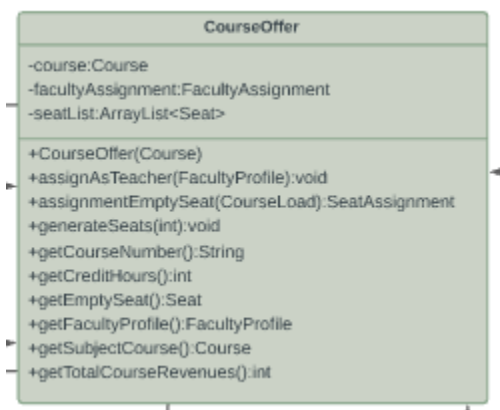 CourseOffer
-course:Course
-facultyAssignment:FacultyAssignment
-seatList:ArrayList<Seat>
+CourseOffer(Course)
+assignAsTeacher(FacultyProfile):void
+assignmentEmptySeat(CourseLoad):SeatAssignment
+generateSeats(int):void
+getCourseNumber():String
+getCreditHours():int
+getEmptySeat():Seat
+getFacultyProfile():FacultyProfile
+getSubjectCourse():Course
+getTotalCourseRevenues():int